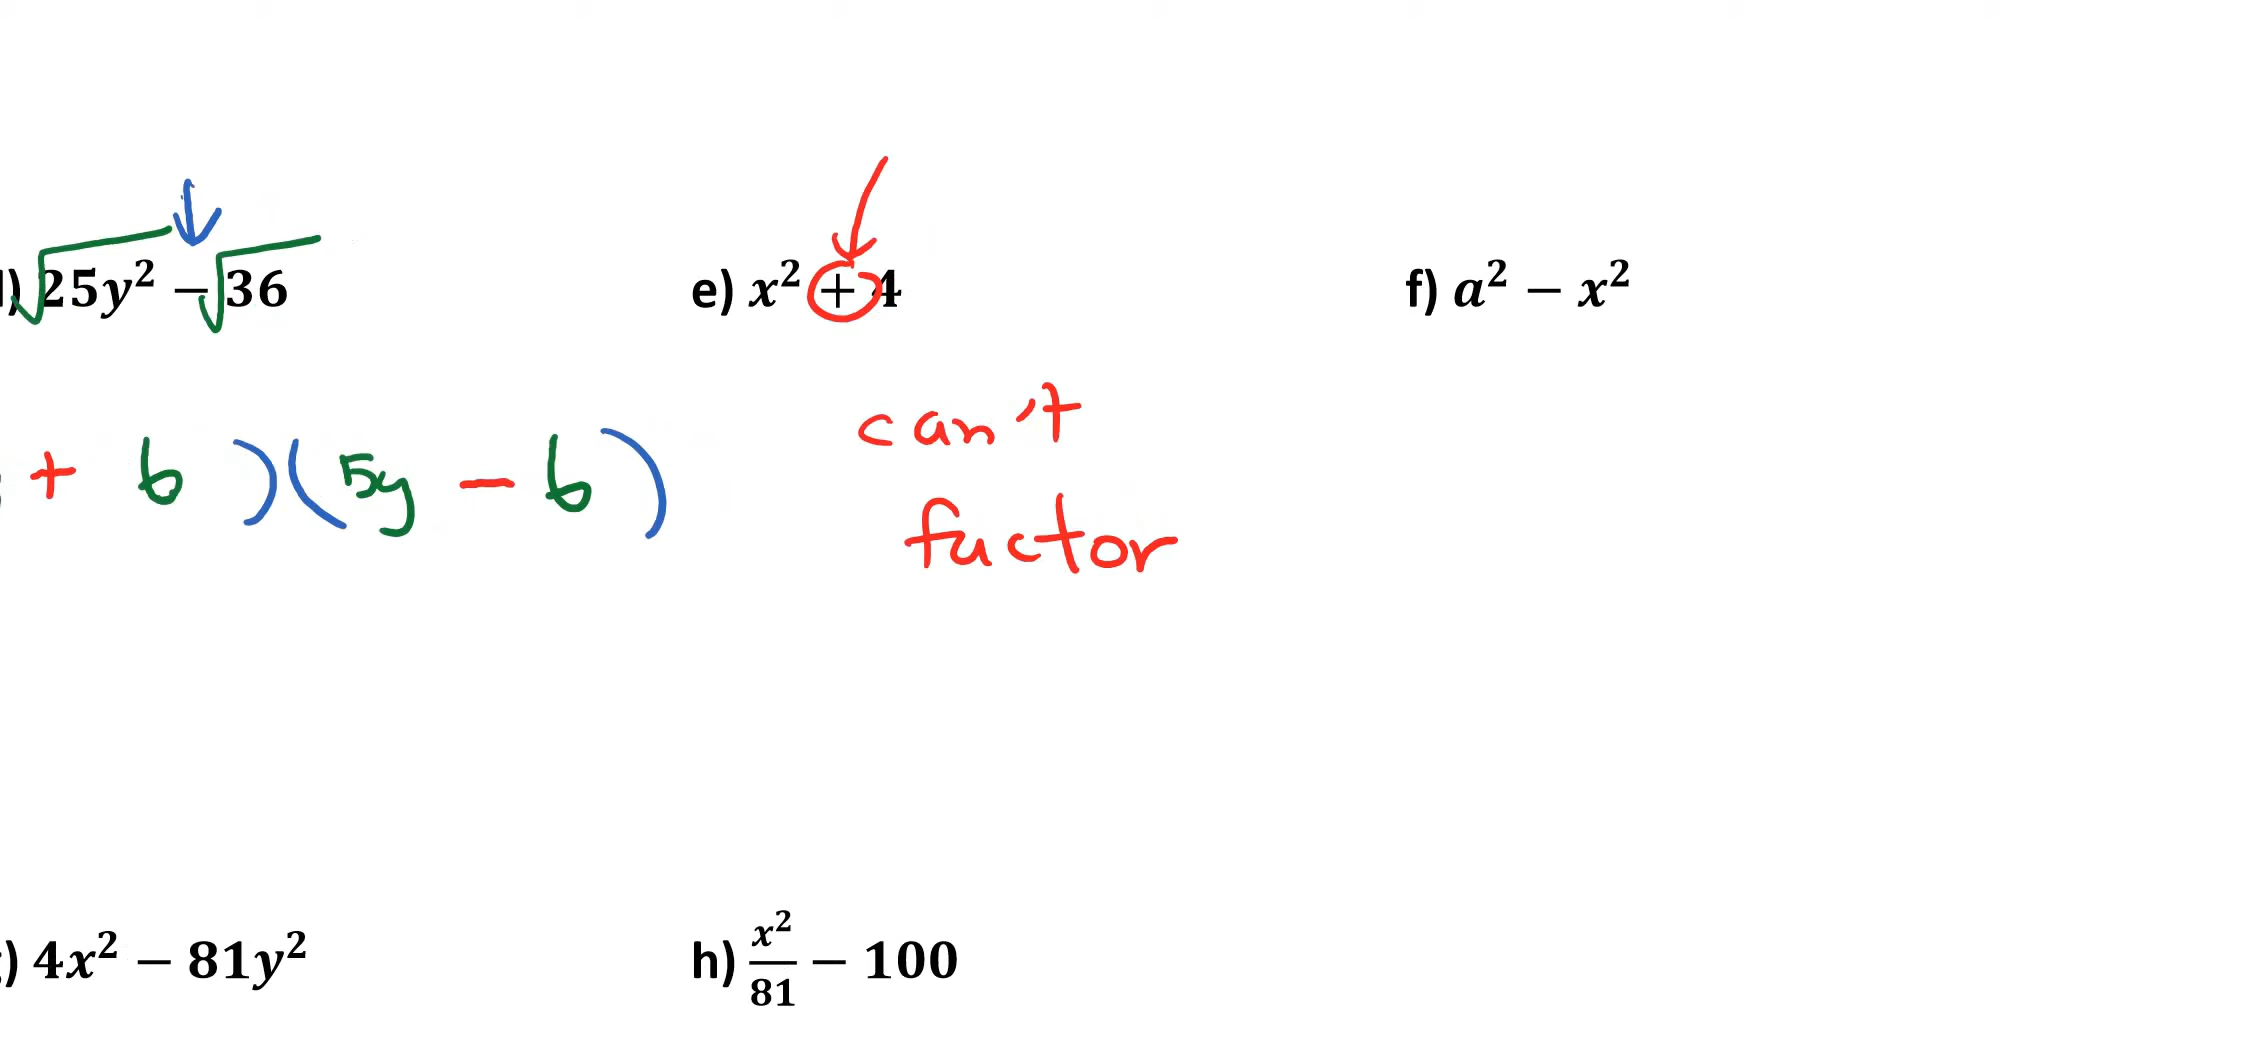 ) √25y² − √36
e) x² + 4
f) a² − x²
+ 6 )(5y − 6)
can't
factor
) 4x² − 81y²
h) x²/81 − 100